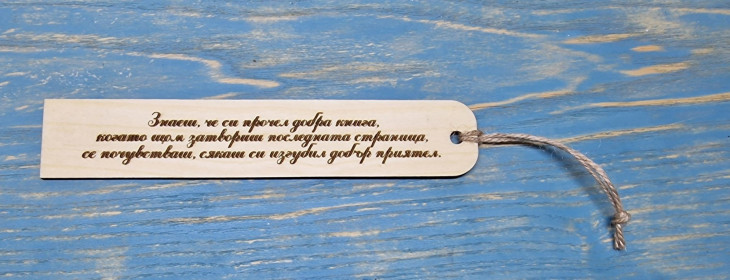 Знаеш, че си прочел добра книга,
когато щом затвориш последната страница,
се почувстваш, сякаш си изгубил добър приятел.